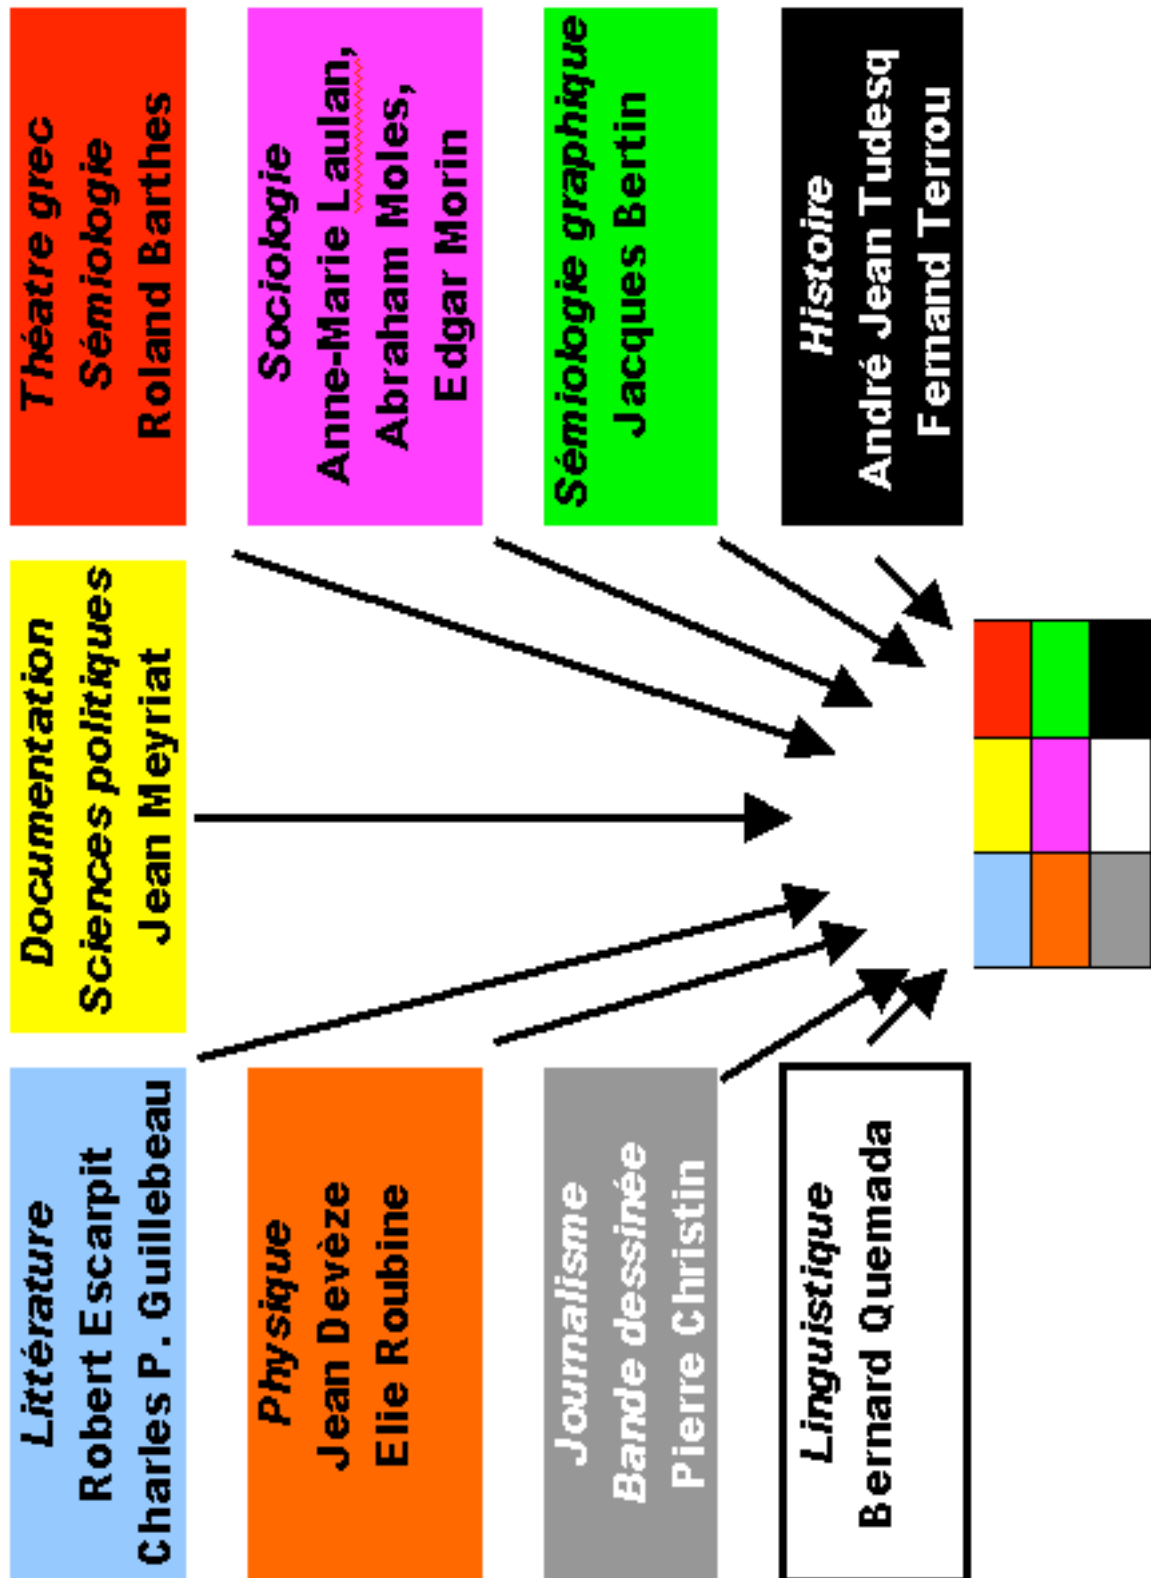 Littérature
Robert Escarpit
Charles P. Guillebeau
Documentation
Sciences politiques
Jean Meyriat
Théatre grec
Sémiologie
Roland Barthes
Physique
Jean Devèze
Elie Roubine
Sociologie
Anne-Marie Laulan,
Abraham Moles,
Edgar Morin
Journalisme
Bande dessinée
Pierre Christin
Sémiologie graphique
Jacques Bertin
Linguistique
Bernard Quemada
Histoire
André Jean Tudesq
Fernand Terrou